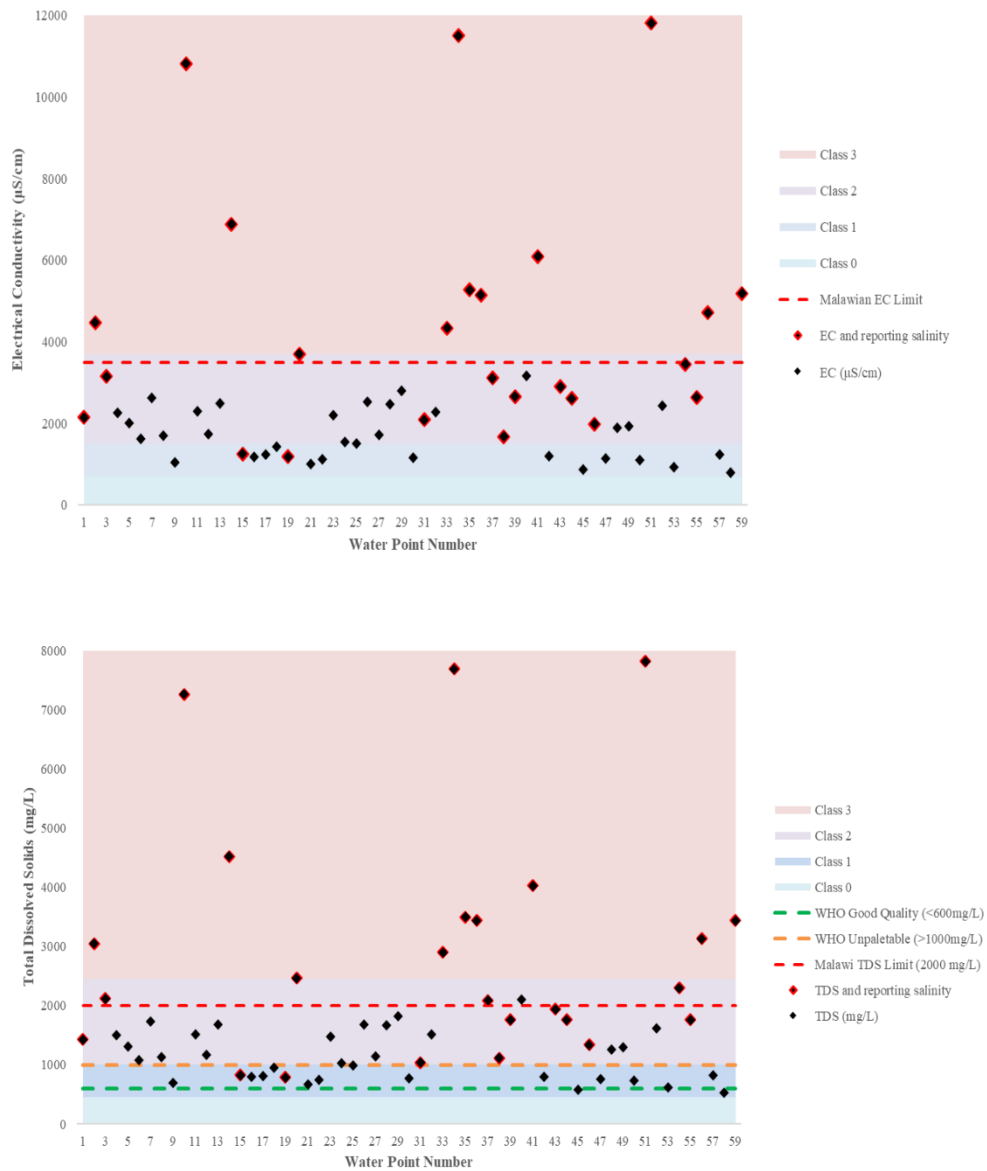 12000
10000
8000
6000
4000
2000
0
Electrical Conductivity (µS/cm)
1 3 5 7 9 11 13 15 17 19 21 23 25 27 29 31 33 35 37 39 41 43 45 47 49 51 53 55 57 59
Water Point Number
Class 3
Class 2
Class 1
Class 0
Malawian EC Limit
EC and reporting salinity
EC (µS/cm)
8000
7000
6000
5000
4000
3000
2000
1000
0
Total Dissolved Solids (mg/L)
1 3 5 7 9 11 13 15 17 19 21 23 25 27 29 31 33 35 37 39 41 43 45 47 49 51 53 55 57 59
Water Point Number
Class 3
Class 2
Class 1
Class 0
WHO Good Quality (<600mg/L)
WHO Unpaletable (>1000mg/L)
Malawi TDS Limit (2000 mg/L)
TDS and reporting salinity
TDS (mg/L)